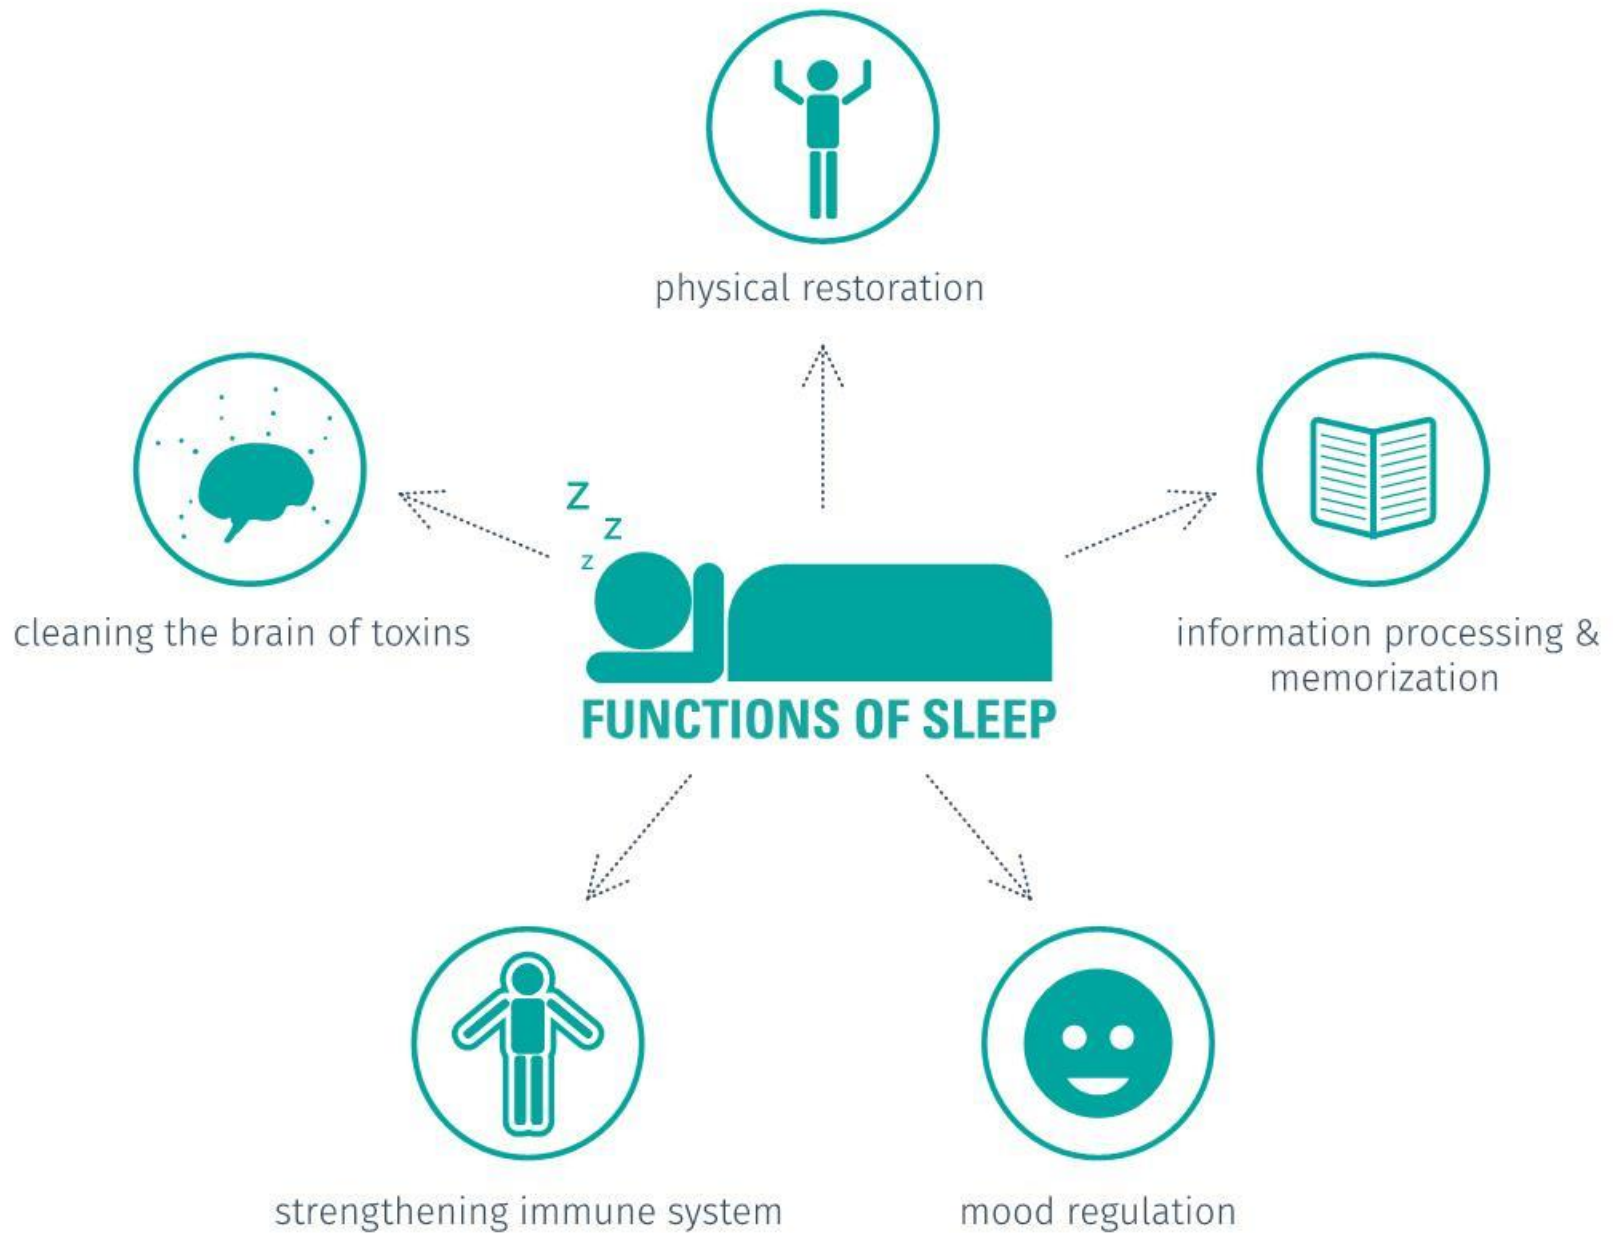 physical restoration
cleaning the brain of toxins
information processing &
memorization
Z
Z
z
FUNCTIONS OF SLEEP
strengthening immune system
mood regulation